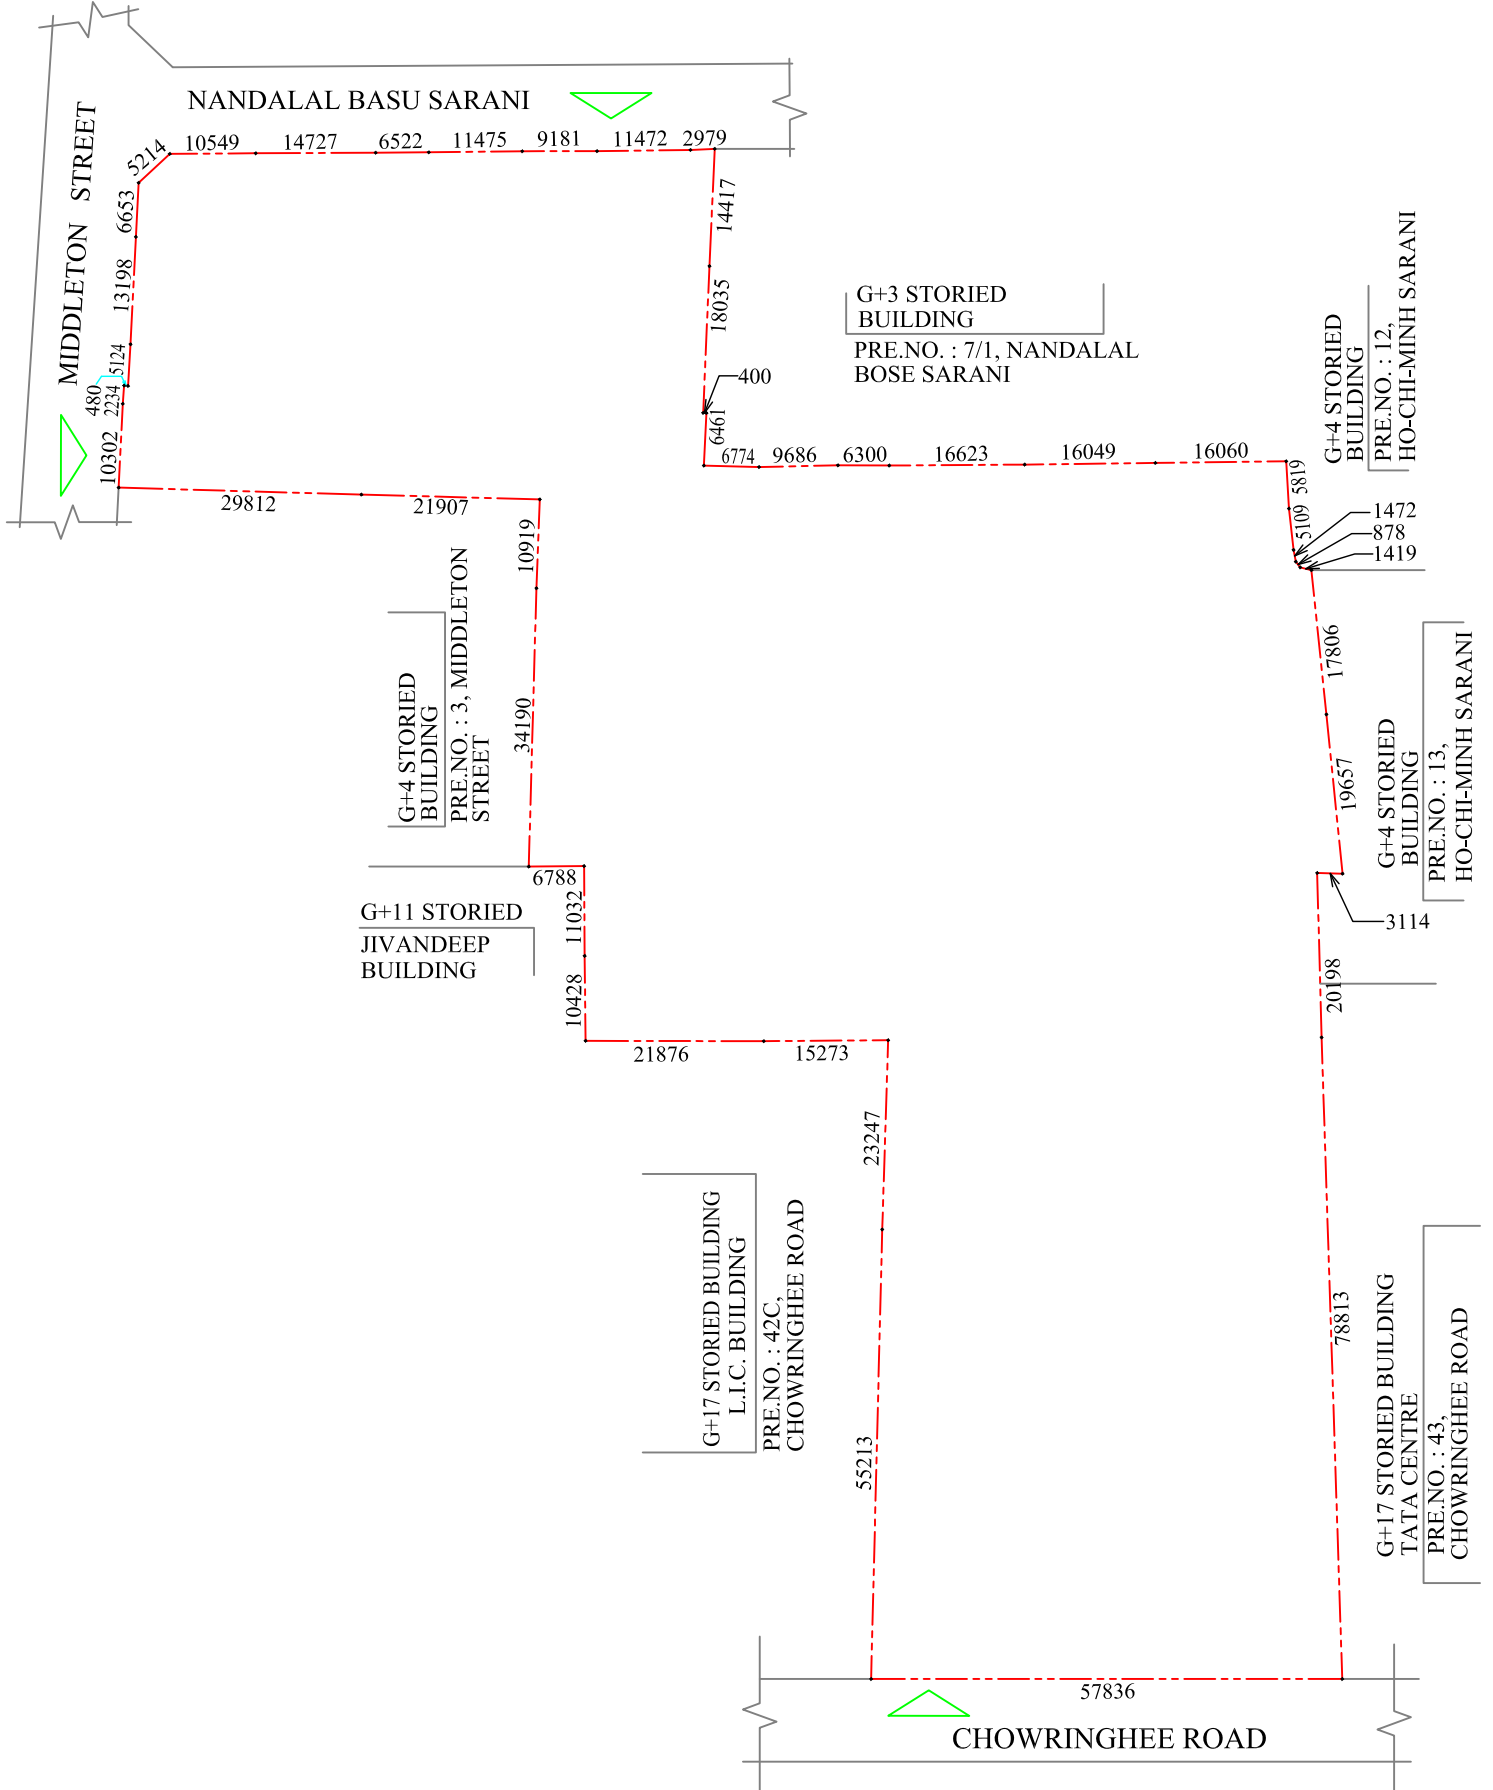 NANDALAL BASU SARANI
MIDDLETON STREET
5214
10549
14727
6522
11475
9181
11472
2979
6653
13198
5124
480
2234
10302
14417
18035
400
6461
G+3 STORIED
BUILDING
PRE.NO. : 7/1, NANDALAL
BOSE SARANI
G+4 STORIED
BUILDING
PRE.NO. : 12,
HO-CHI-MINH SARANI
6774
9686
6300
16623
16049
16060
5819
5109
1472
878
1419
29812
21907
10919
34190
G+4 STORIED
BUILDING
PRE.NO. : 3, MIDDLETON
STREET
17806
19657
G+4 STORIED
BUILDING
PRE.NO. : 13,
HO-CHI-MINH SARANI
6788
11032
10428
G+11 STORIED
JIVANDEEP
BUILDING
3114
20198
21876
15273
23247
55213
G+17 STORIED BUILDING
L.I.C. BUILDING
PRE.NO. : 42C,
CHOWRINGHEE ROAD
78813
G+17 STORIED BUILDING
TATA CENTRE
PRE.NO. : 43,
CHOWRINGHEE ROAD
57836
CHOWRINGHEE ROAD